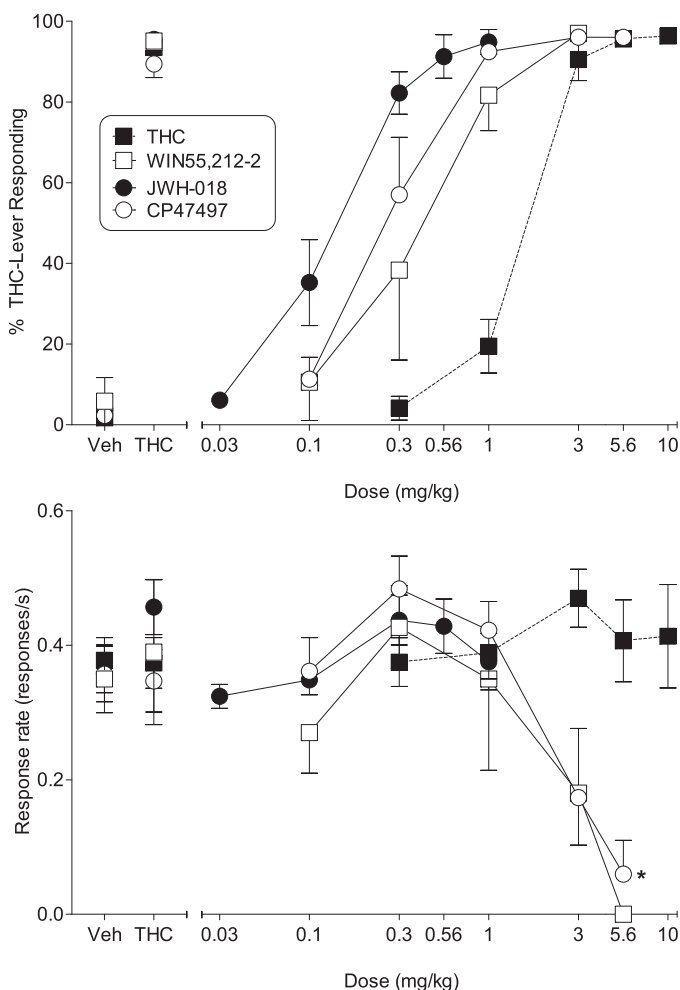 100
80
60
40
20
0
% THC-Lever Responding
THC
WIN55,212-2
JWH-018
CP47497
Veh THC 0.03 0.1 0.3 0.56 1 3 5.6 10
Dose (mg/kg)
0.6
0.4
0.2
0.0
Response rate (responses/s)
*
Veh THC 0.03 0.1 0.3 0.56 1 3 5.6 10
Dose (mg/kg)